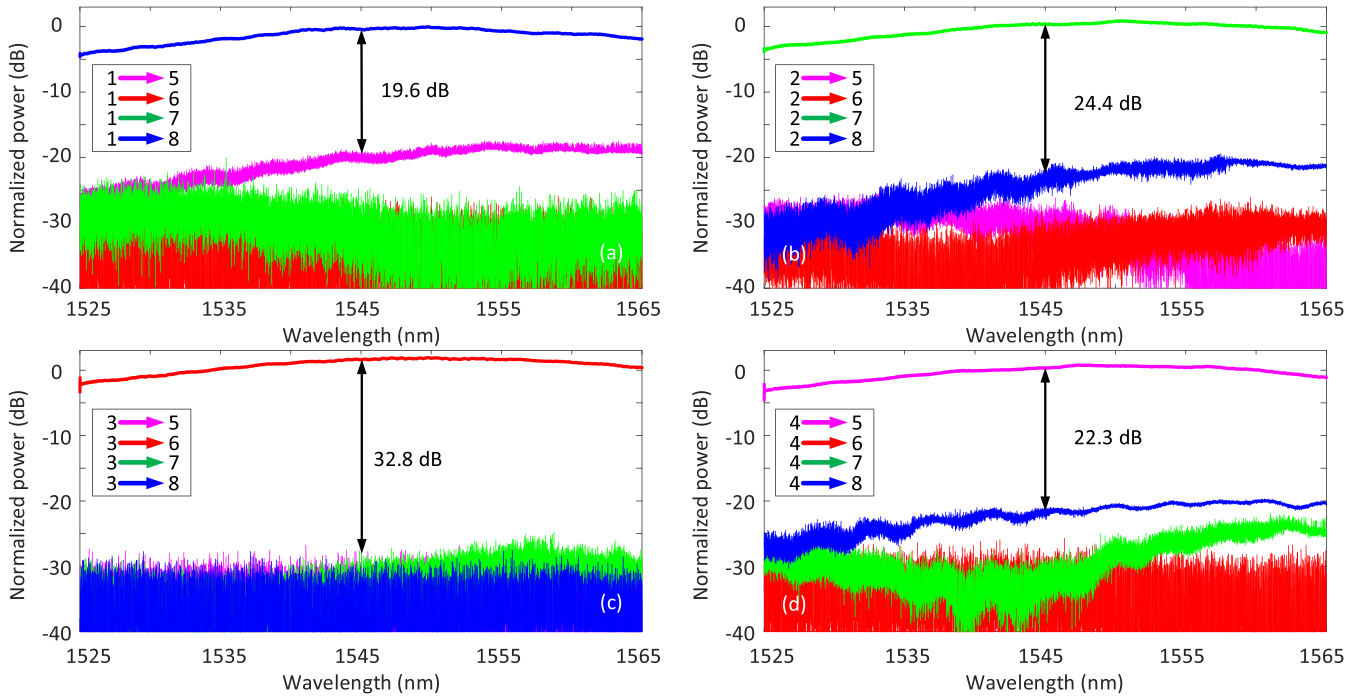 0
-10
-20
-30
-40
Normalized power (dB)
1 5
1 6
1 7
1 8
19.6 dB
(a)
1525 1535 1545 1555 1565
Wavelength (nm)
0
-10
-20
-30
-40
Normalized power (dB)
2 5
2 6
2 7
2 8
24.4 dB
(b)
1525 1535 1545 1555 1565
Wavelength (nm)
0
-10
-20
-30
-40
Normalized power (dB)
3 5
3 6
3 7
3 8
32.8 dB
(c)
1525 1535 1545 1555 1565
Wavelength (nm)
0
-10
-20
-30
-40
Normalized power (dB)
4 5
4 6
4 7
4 8
22.3 dB
(d)
1525 1535 1545 1555 1565
Wavelength (nm)